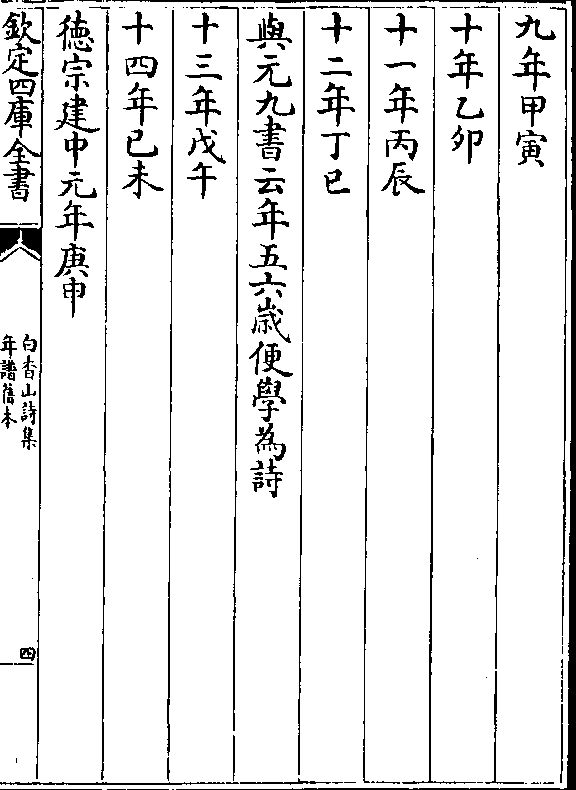 九年甲寅
十年乙夘
十一年丙辰
十二年丁巳
與元九書云年五六歲便學為詩
十三年戊午
十四年己未
德宗建中元年庚申
欽定四庫全書
白香山詩集
年譜舊本
四